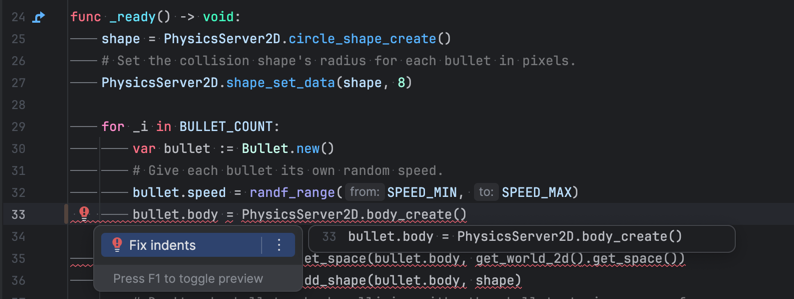 24 func _ready() -> void:
25 shape = PhysicsServer2D.circle_shape_create()
26 # Set the collision shape's radius for each bullet in pixels.
27 PhysicsServer2D.shape_set_data(shape, 8)
28
29 for _i in BULLET_COUNT:
30 var bullet := Bullet.new()
31 # Give each bullet its own random speed.
32 bullet.speed = randf_range( from: SPEED_MIN, to: SPEED_MAX)
33 bullet.body = PhysicsServer2D.body_create()
34
Fix indents
33 bullet.body = PhysicsServer2D.body_create()
35 et_space(bullet.body, get_world_2d().get_space())
Press F1 to toggle preview
36 dd_shape(bullet.body, shape)